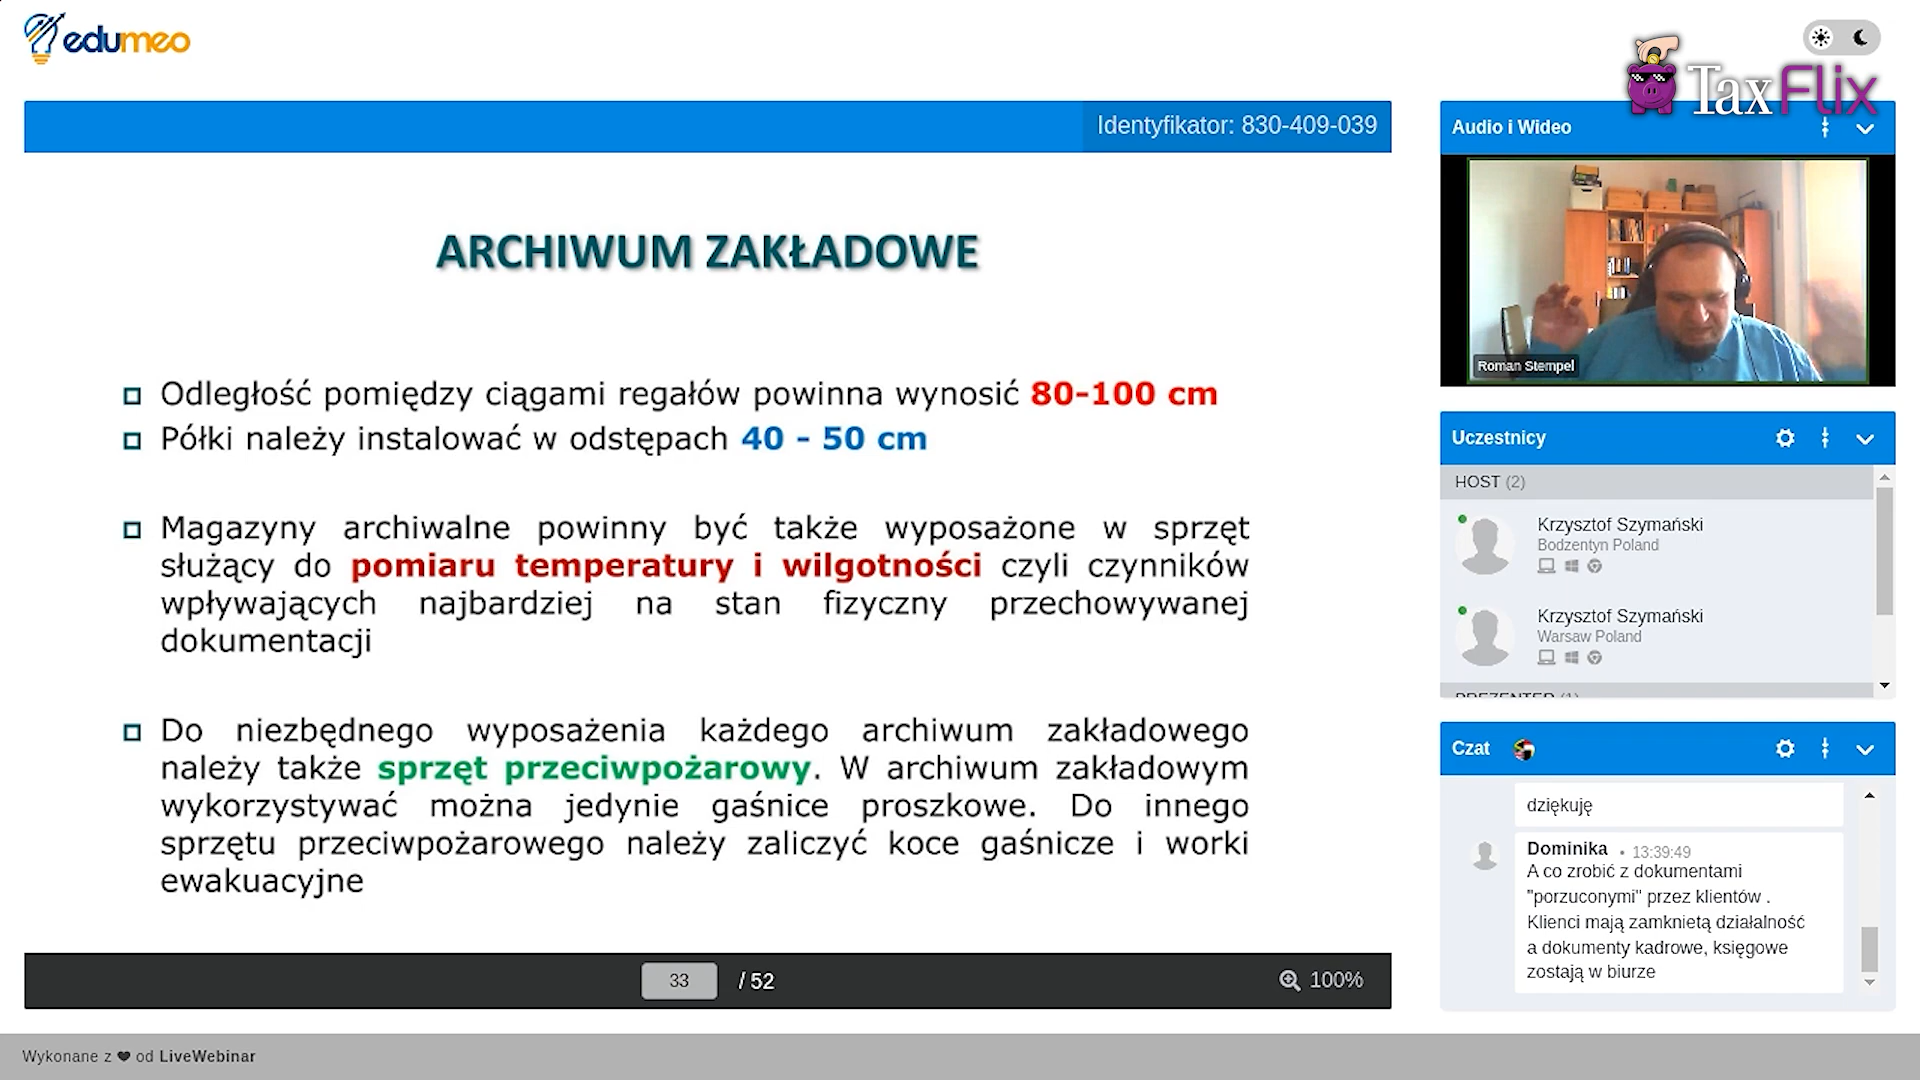 edumeo
TaxFlix
Identyfikator: 830-409-039
ARCHIWUM ZAKŁADOWE
Odległość pomiędzy ciągami regałów powinna wynosić 80-100 cm
Półki należy instalować w odstępach 40 - 50 cm
Magazyny archiwalne powinny być także wyposażone w sprzęt
służący do pomiaru temperatury i wilgotności czyli czynników
wpływających najbardziej na stan fizyczny przechowywanej
dokumentacji
Do niezbędnego wyposażenia każdego archiwum zakładowego
należy także sprzęt przeciwpożarowy. W archiwum zakładowym
wykorzystywać można jedynie gaśnice proszkowe. Do innego
sprzętu przeciwpożarowego należy zaliczyć koce gaśnicze i worki
ewakuacyjne
33 / 52
100%
Audio i Wideo
Roman Stempel
Uczestnicy
HOST (2)
Krzysztof Szymański
Bodzentyn Poland
Krzysztof Szymański
Warsaw Poland
PREZENTER (1)
Czat
dziękuję
Dominika • 13:39:49
A co zrobić z dokumentami
"porzuconymi" przez klientów .
Klienci mają zamknietą działalność
a dokumenty kadrowe, księgowe
zostają w biurze
Wykonane z ❤ od LiveWebinar